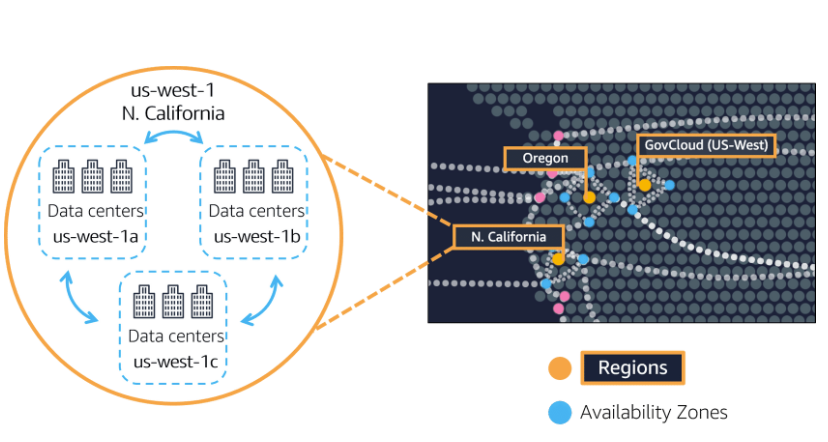 us-west-1
N. California
Data centers
us-west-1a
Data centers
us-west-1b
Data centers
us-west-1c
GovCloud (US-West)
Oregon
N. California
Regions
Availability Zones